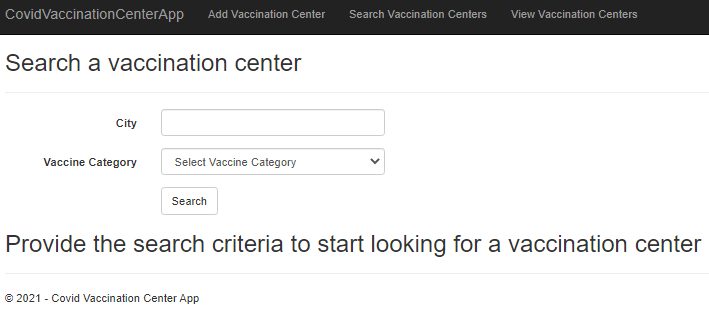 CovidVaccinationCenterApp Add Vaccination Center Search Vaccination Centers View Vaccination Centers
Search a vaccination center
City
Vaccine Category Select Vaccine Category
Search
Provide the search criteria to start looking for a vaccination center
© 2021 - Covid Vaccination Center App